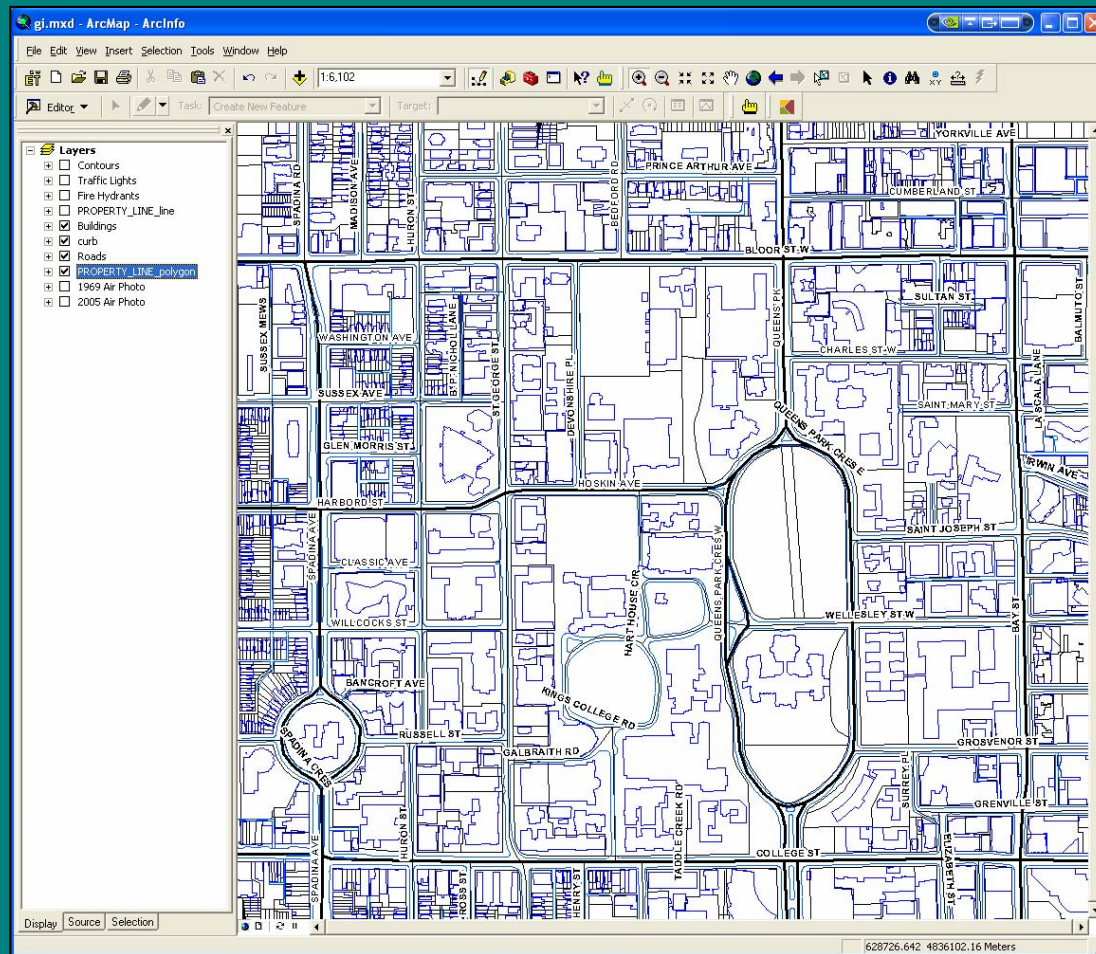 gi.mxd - ArcMap - ArcInfo
File Edit View Insert Selection Tools Window Help
1:6,102
Editor Task: Create New Feature Target:
Layers
Contours
Traffic Lights
Fire Hydrants
PROPERTY_LINE_line
Buildings
curb
Roads
PROPERTY_LINE_polygon
1969 Air Photo
2005 Air Photo
Display Source Selection
YORKVILLE AVE
PRINCE ARTHUR AVE
CUMBERLAND ST
SPADINA RD
MADISON AVE
HURON ST
BEDFORD RD
BLOOR ST W
QUEENS PK
SULTAN ST
BALMUTO ST
SUSSEX MEWS
WASHINGTON AVE
B.P. NICHOL LANE
ST GEORGE ST
DEVONSHIRE PL
CHARLES ST W
LA SCALA LANE
SUSSEX AVE
SAINT MARY ST
GLEN MORRIS ST
QUEENS PARK CRES E
IRWIN AVE
HOSKIN AVE
HARBORD ST
SPADINA AVE
SAINT JOSEPH ST
CLASSIC AVE
HART HOUSE CIR
QUEENS PARK CRES W
WILLCOCKS ST
WELLESLEY ST W
BAY ST
BANCROFT AVE
KINGS COLLEGE RD
RUSSELL ST
SPADINA CRES
GALBRAITH RD
GROSVENOR ST
SURREY PL
TADDLE CREEK RD
GRENVILLE ST
HURON ST
SPADINA AVE
COLLEGE ST
ELIZABETH ST
ROSS ST
HENRY ST
628726.642 4836102.16 Meters